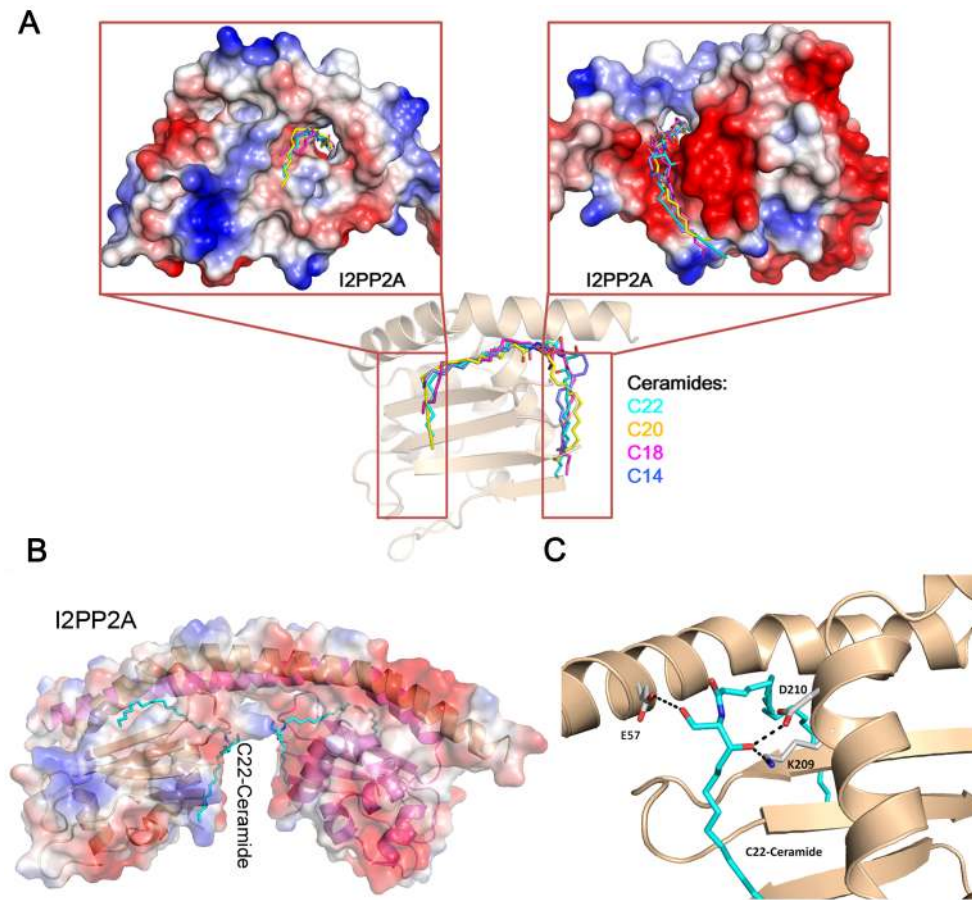 A
I2PP2A
I2PP2A
Ceramides:
C22
C20
C18
C14
B
I2PP2A
C22-Ceramide
C
E57
D210
K209
C22-Ceramide